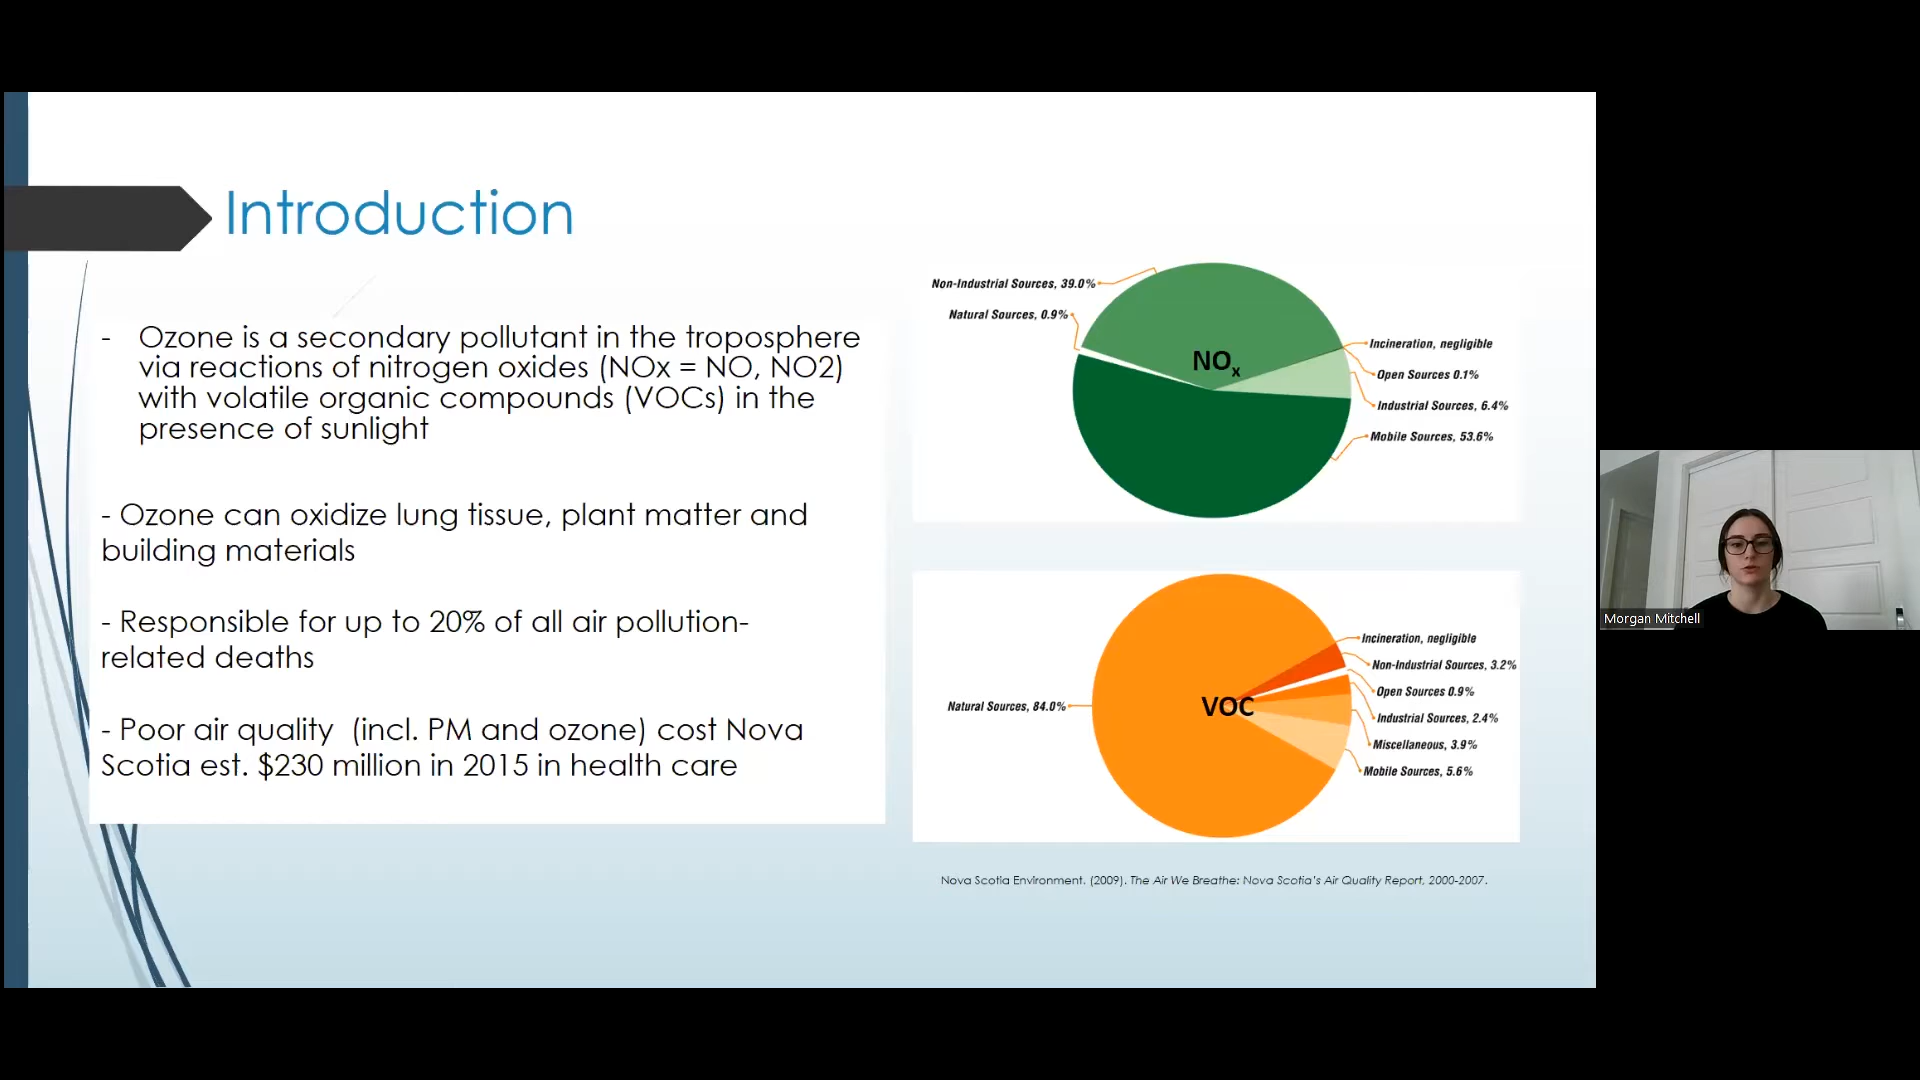 Introduction
- Ozone is a secondary pollutant in the troposphere
via reactions of nitrogen oxides (NOx = NO, NO2)
with volatile organic compounds (VOCs) in the
presence of sunlight
- Ozone can oxidize lung tissue, plant matter and
building materials
- Responsible for up to 20% of all air pollution-
related deaths
- Poor air quality  (incl. PM and ozone) cost Nova
Scotia est. $230 million in 2015 in health care
Non-Industrial Sources, 39.0%
Natural Sources, 0.9%
NOx
Incineration, negligible
Open Sources 0.1%
Industrial Sources, 6.4%
Mobile Sources, 53.6%
Natural Sources, 84.0%
VOC
Incineration, negligible
Non-Industrial Sources, 3.2%
Open Sources 0.9%
Industrial Sources, 2.4%
Miscellaneous, 3.9%
Mobile Sources, 5.6%
Nova Scotia Environment. (2009). The Air We Breathe: Nova Scotia's Air Quality Report, 2000-2007.
Morgan Mitchell